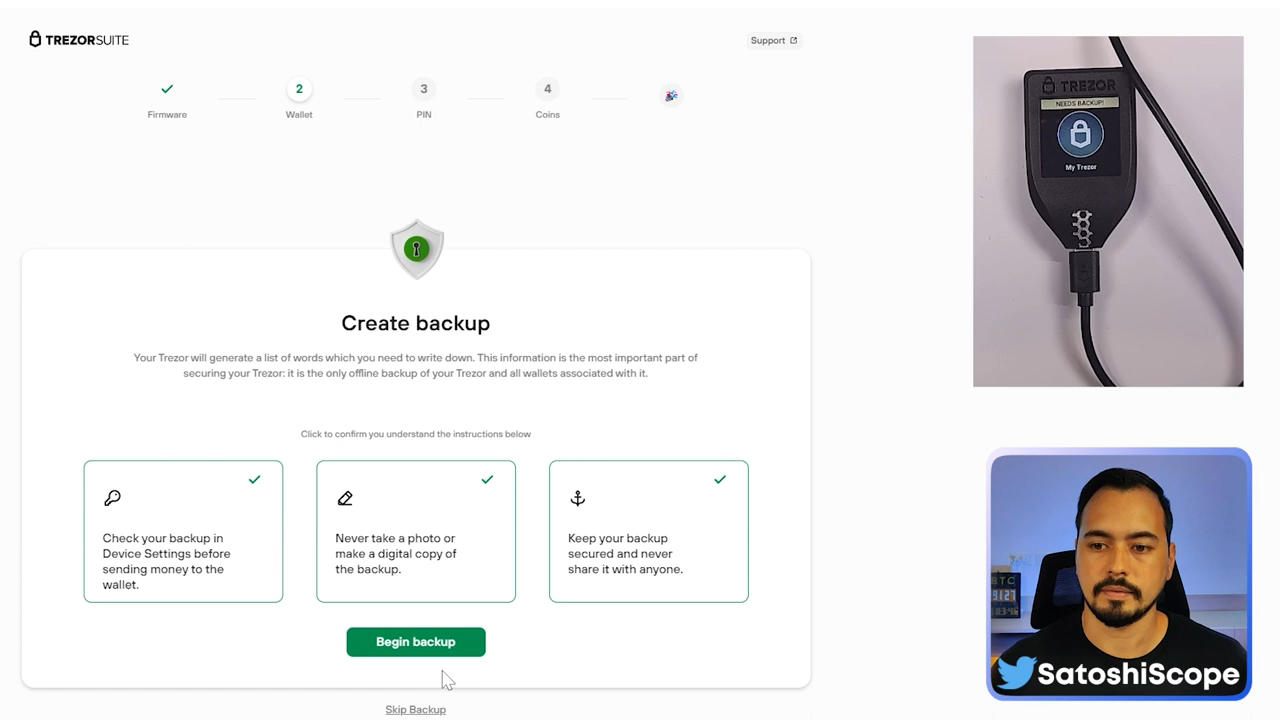 TREZOR SUITE
Support
2
3
4
Firmware
Wallet
PIN
Coins
Create backup
Your Trezor will generate a list of words which you need to write down. This information is the most important part of
securing your Trezor: it is the only offline backup of your Trezor and all wallets associated with it.
Click to confirm you understand the instructions below
Check your backup in
Device Settings before
sending money to the
wallet.
Never take a photo or
make a digital copy of
the backup.
Keep your backup
secured and never
share it with anyone.
Begin backup
Skip Backup
TREZOR
NEEDS BACKUP!
My Trezor
BTC
SatoshiScope